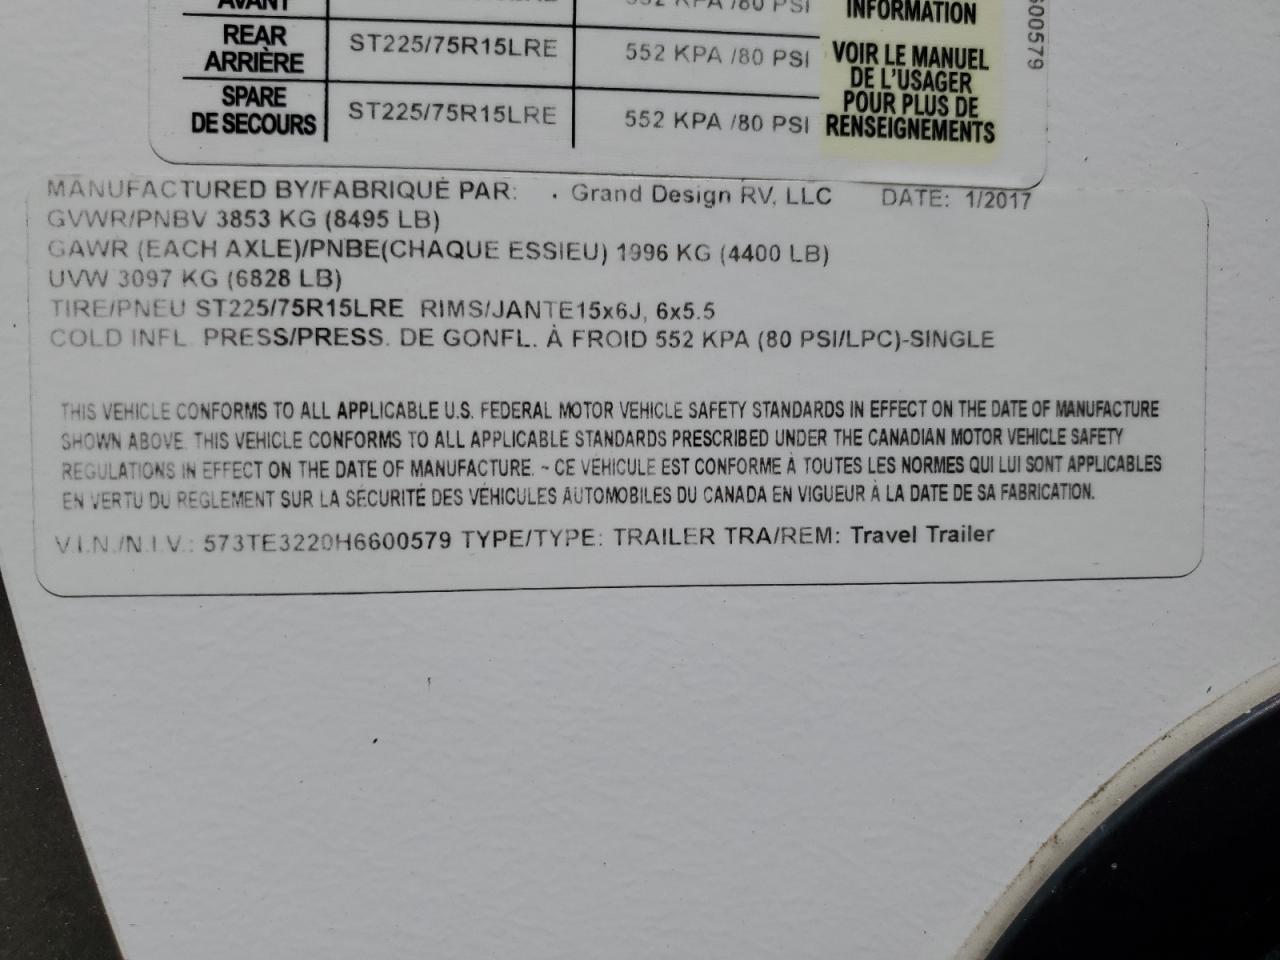 AVANT
552 KPA /80 PSI
INFORMATION
REAR
ARRIÈRE
ST225/75R15LRE
552 KPA /80 PSI
VOIR LE MANUEL
DE L'USAGER
POUR PLUS DE
RENSEIGNEMENTS
SPARE
DE SECOURS
ST225/75R15LRE
552 KPA /80 PSI
600579
MANUFACTURED BY/FABRIQUÉ PAR: . Grand Design RV, LLC DATE: 1/2017
GVWR/PNBV 3853 KG (8495 LB)
GAWR (EACH AXLE)/PNBE(CHAQUE ESSIEU) 1996 KG (4400 LB)
UVW 3097 KG (6828 LB)
TIRE/PNEU ST225/75R15LRE RIMS/JANTE15x6J, 6x5.5
COLD INFL. PRESS/PRESS. DE GONFL. À FROID 552 KPA (80 PSI/LPC)-SINGLE
THIS VEHICLE CONFORMS TO ALL APPLICABLE U.S. FEDERAL MOTOR VEHICLE SAFETY STANDARDS IN EFFECT ON THE DATE OF MANUFACTURE
SHOWN ABOVE. THIS VEHICLE CONFORMS TO ALL APPLICABLE STANDARDS PRESCRIBED UNDER THE CANADIAN MOTOR VEHICLE SAFETY
REGULATIONS IN EFFECT ON THE DATE OF MANUFACTURE. ~ CE VÉHICULE EST CONFORME À TOUTES LES NORMES QUI LUI SONT APPLICABLES
EN VERTU DU RÈGLEMENT SUR LA SÉCURITÉ DES VÉHICULES AUTOMOBILES DU CANADA EN VIGUEUR À LA DATE DE SA FABRICATION.
V.I.N./N.I.V.: 573TE3220H6600579 TYPE/TYPE: TRAILER TRA/REM: Travel Trailer